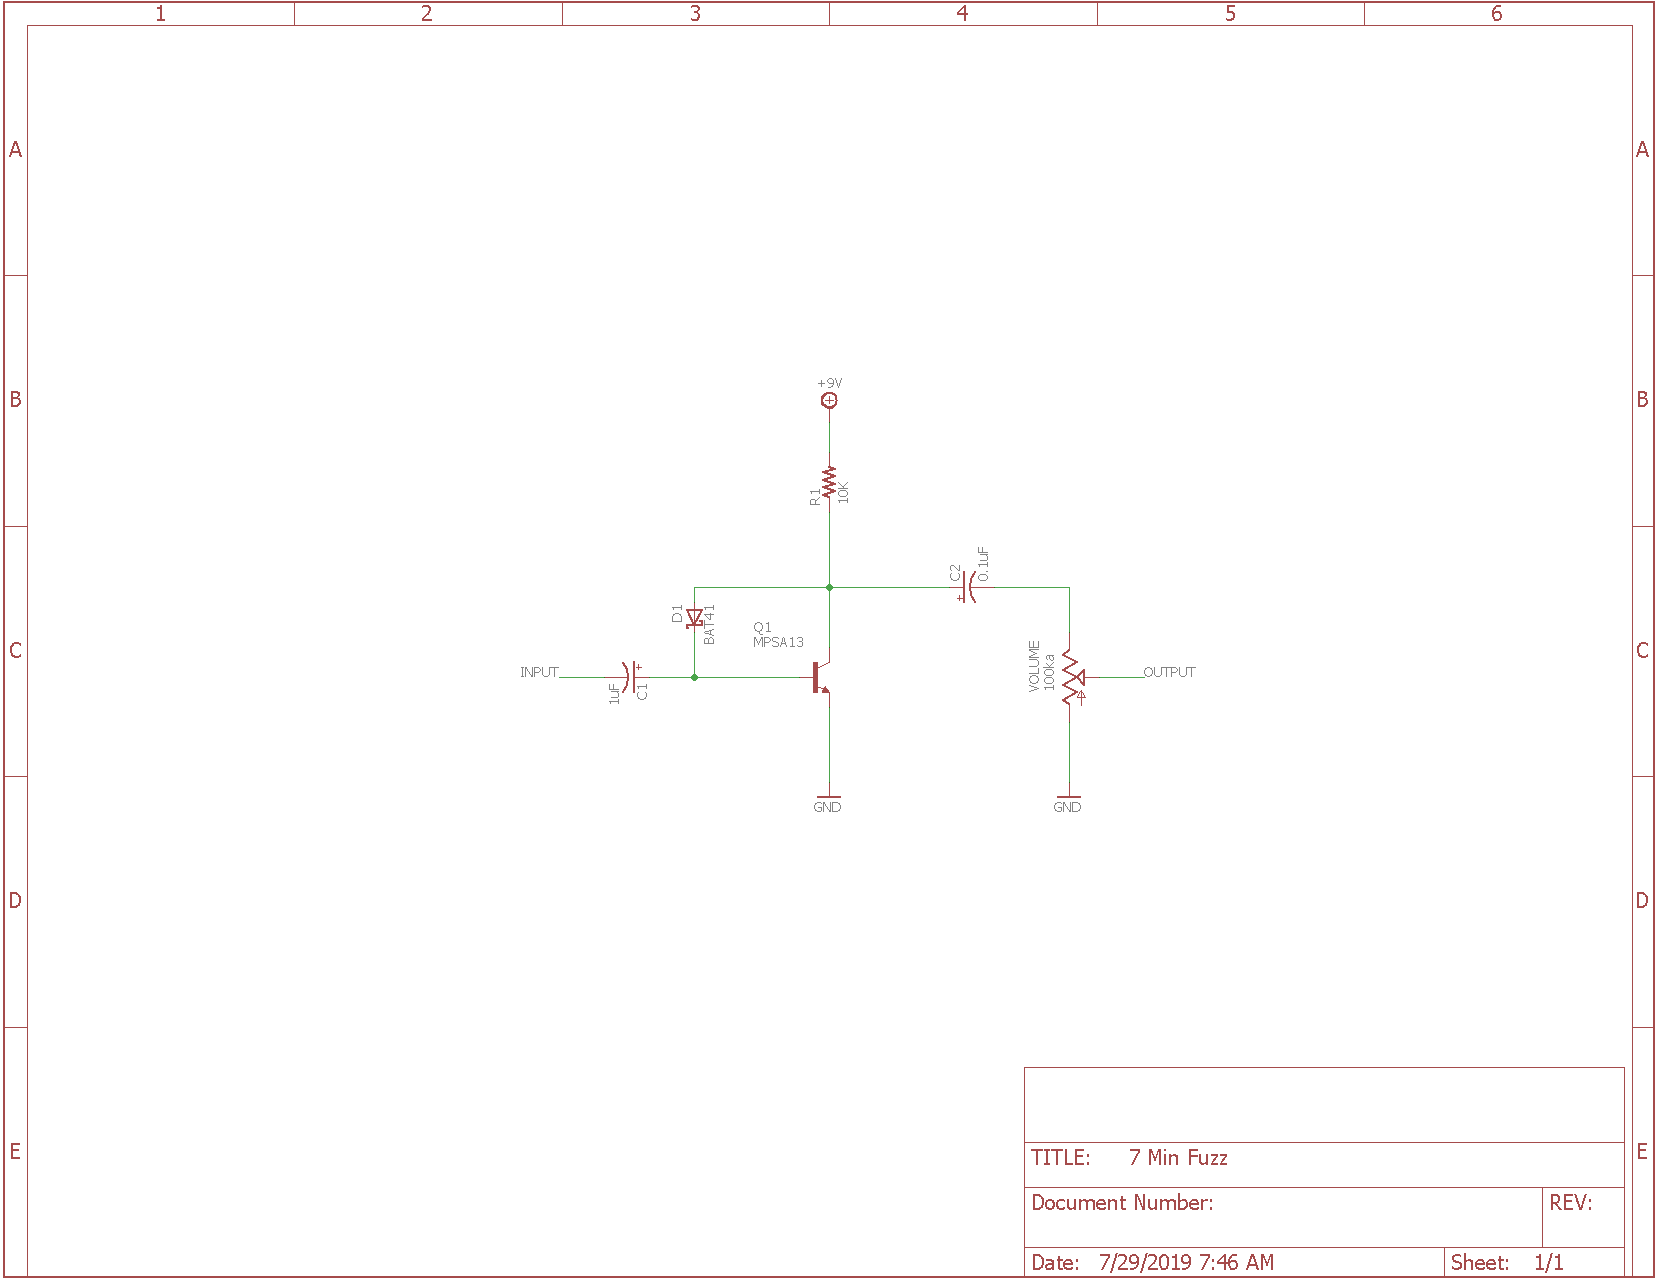 1 2 3 4 5 6
A A
B B
C C
D D
E E
+9V
R1
10K
C2
0.1uF
+
D1
BAT41
Q1
MPSA13
INPUT
1uF
+
C1
VOLUME
100ka
OUTPUT
GND
GND
TITLE: 7 Min Fuzz
Document Number:
REV:
Date: 7/29/2019 7:46 AM
Sheet: 1/1